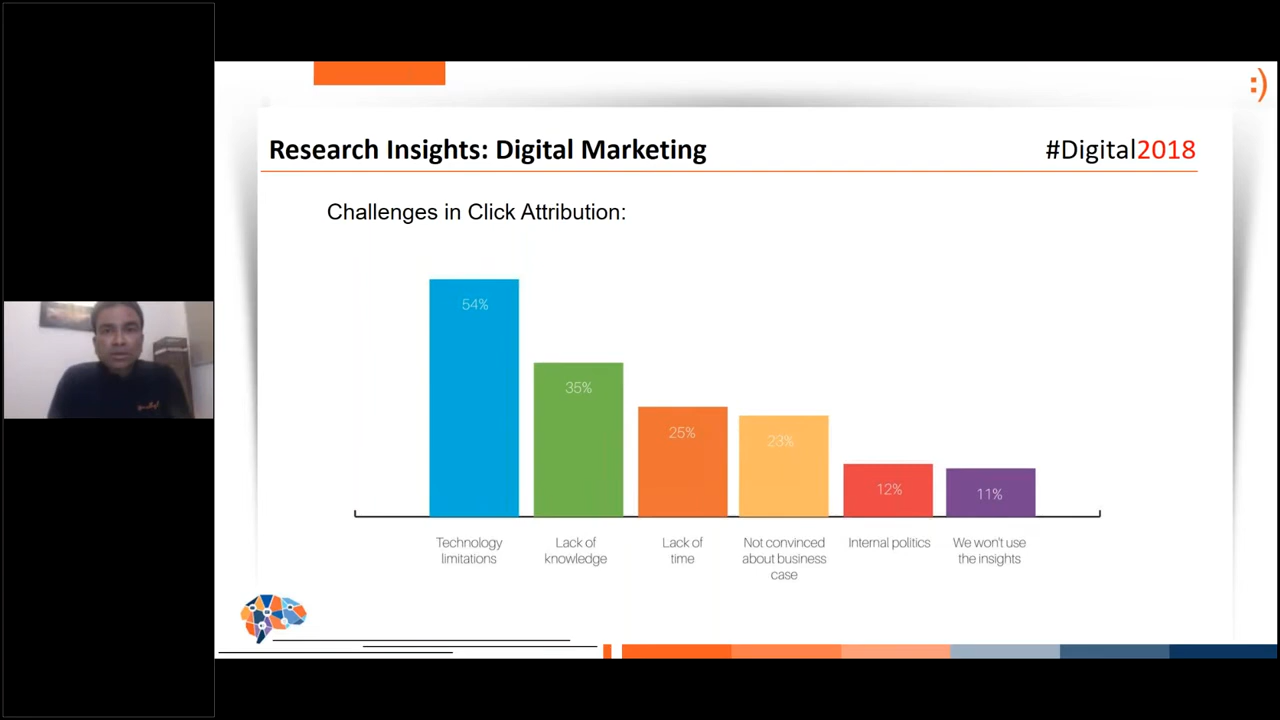 :)
Research Insights: Digital Marketing
#Digital2018
Challenges in Click Attribution:
54%
35%
25%
23%
12%
11%
Technology
limitations
Lack of
knowledge
Lack of
time
Not convinced
about business
case
Internal politics
We won't use
the insights